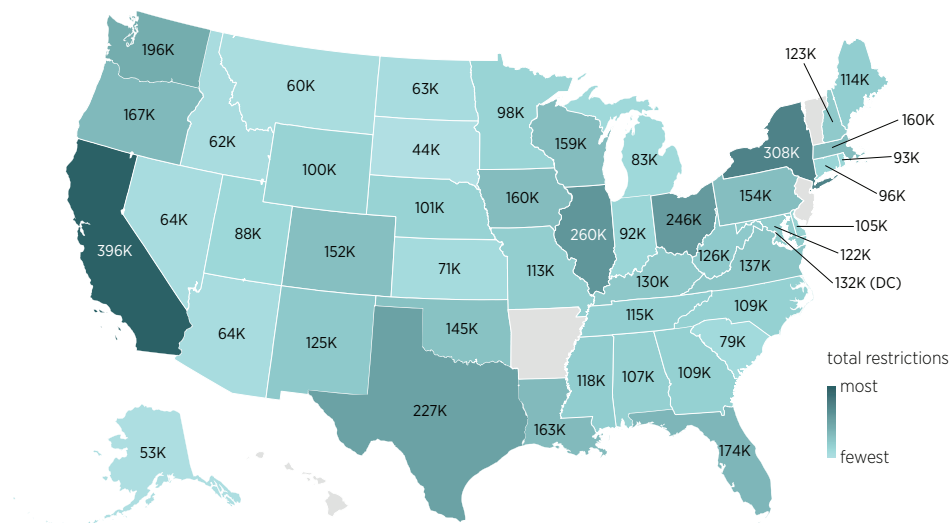 123K
196K
114K
60K
63K
98K
167K
160K
62K
159K
308K
93K
44K
83K
100K
154K
96K
160K
101K
64K
246K
105K
88K
260K
92K
396K
152K
126K
122K
71K
137K
113K
130K
132K (DC)
109K
115K
145K
64K
125K
79K
total restrictions
118K
107K
109K
most
227K
163K
174K
53K
fewest